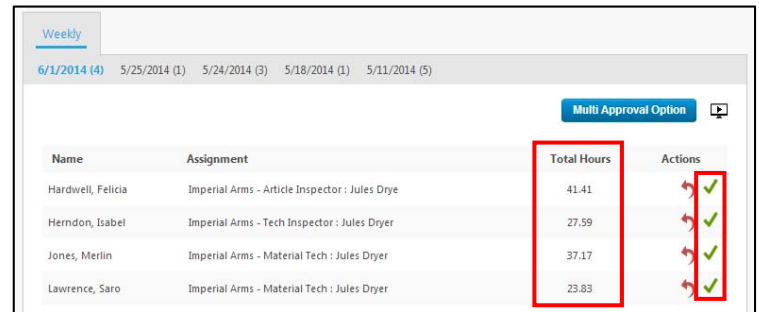 Weekly
6/1/2014 (4) 5/25/2014 (1) 5/24/2014 (3) 5/18/2014 (1) 5/11/2014 (5)
Multi Approval Option
Name Assignment Total Hours Actions
Hardwell, Felicia Imperial Arms - Article Inspector : Jules Drye 41.41
Herndon, Isabel Imperial Arms - Tech Inspector : Jules Dryer 27.59
Jones, Merlin Imperial Arms - Material Tech : Jules Dryer 37.17
Lawrence, Saro Imperial Arms - Material Tech : Jules Dryer 23.83